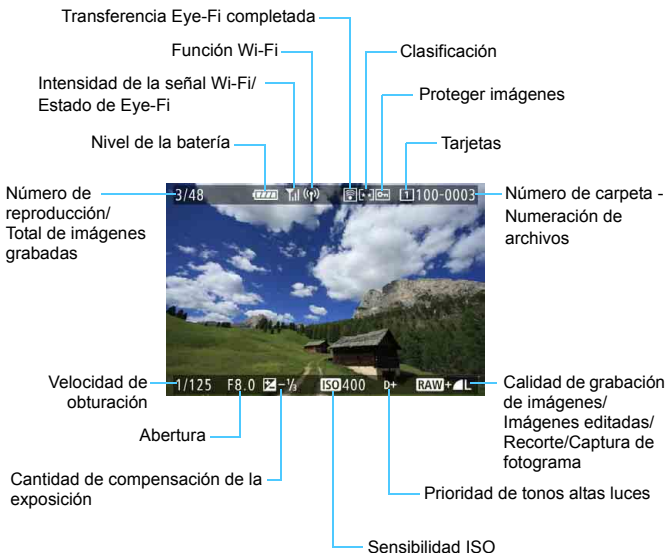 Transferencia Eye-Fi completada
Función Wi-Fi
Clasificación
Intensidad de la señal Wi-Fi/
Estado de Eye-Fi
Proteger imágenes
Nivel de la batería
Tarjetas
Número de
reproducción/
Total de imágenes
grabadas
3/48
1 100-0003
Número de carpeta -
Numeración de
archivos
1/125 F8.0 -⅓ ISO 400 D+ RAW+L
Velocidad de
obturación
Abertura
Cantidad de compensación de la
exposición
Calidad de grabación
de imágenes/
Imágenes editadas/
Recorte/Captura de
fotograma
Prioridad de tonos altas luces
Sensibilidad ISO